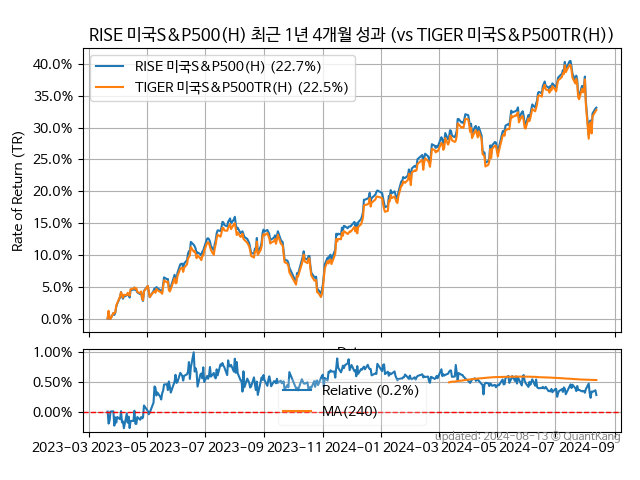 RISE 미국S&P500(H) 최근 1년 4개월 성과 (vs TIGER 미국S&P500TR(H))
RISE 미국S&P500(H) (22.7%)
TIGER 미국S&P500TR(H) (22.5%)
Rate of Return (TR)
40.0%
35.0%
30.0%
25.0%
20.0%
15.0%
10.0%
5.0%
0.0%
1.00%
0.50%
0.00%
Relative (0.2%)
MA(240)
Updated: 2024-08-13 © QuantKang
2023-03 2023-05 2023-07 2023-09 2023-11 2024-01 2024-03 2024-05 2024-07 2024-09